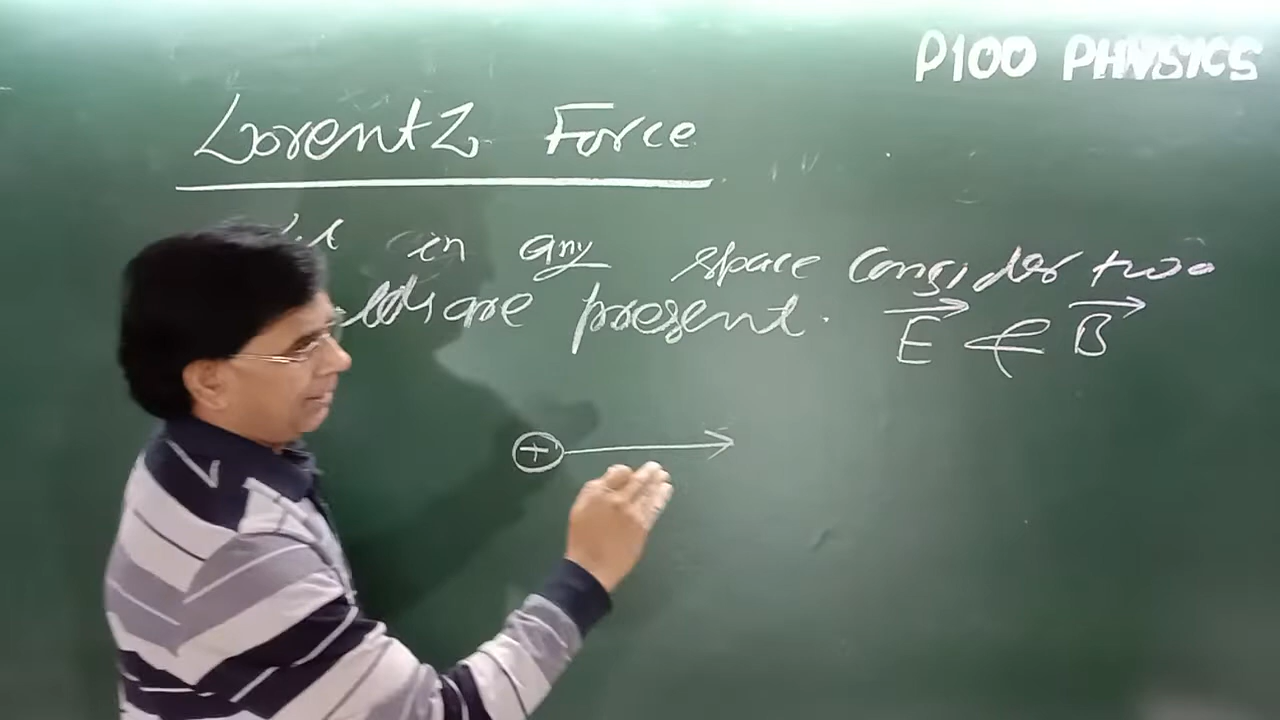 P100 PHYSICS
Lorentz Force
in any space consider two
are present. E & B
+